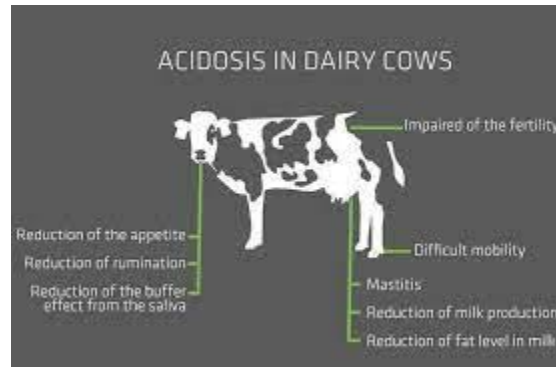 ACIDOSIS IN DAIRY COWS
Impaired of the fertility
Reduction of the appetite
Reduction of rumination
Reduction of the buffer
effect from the saliva
Difficult mobility
Mastitis
Reduction of milk production
Reduction of fat level in milk